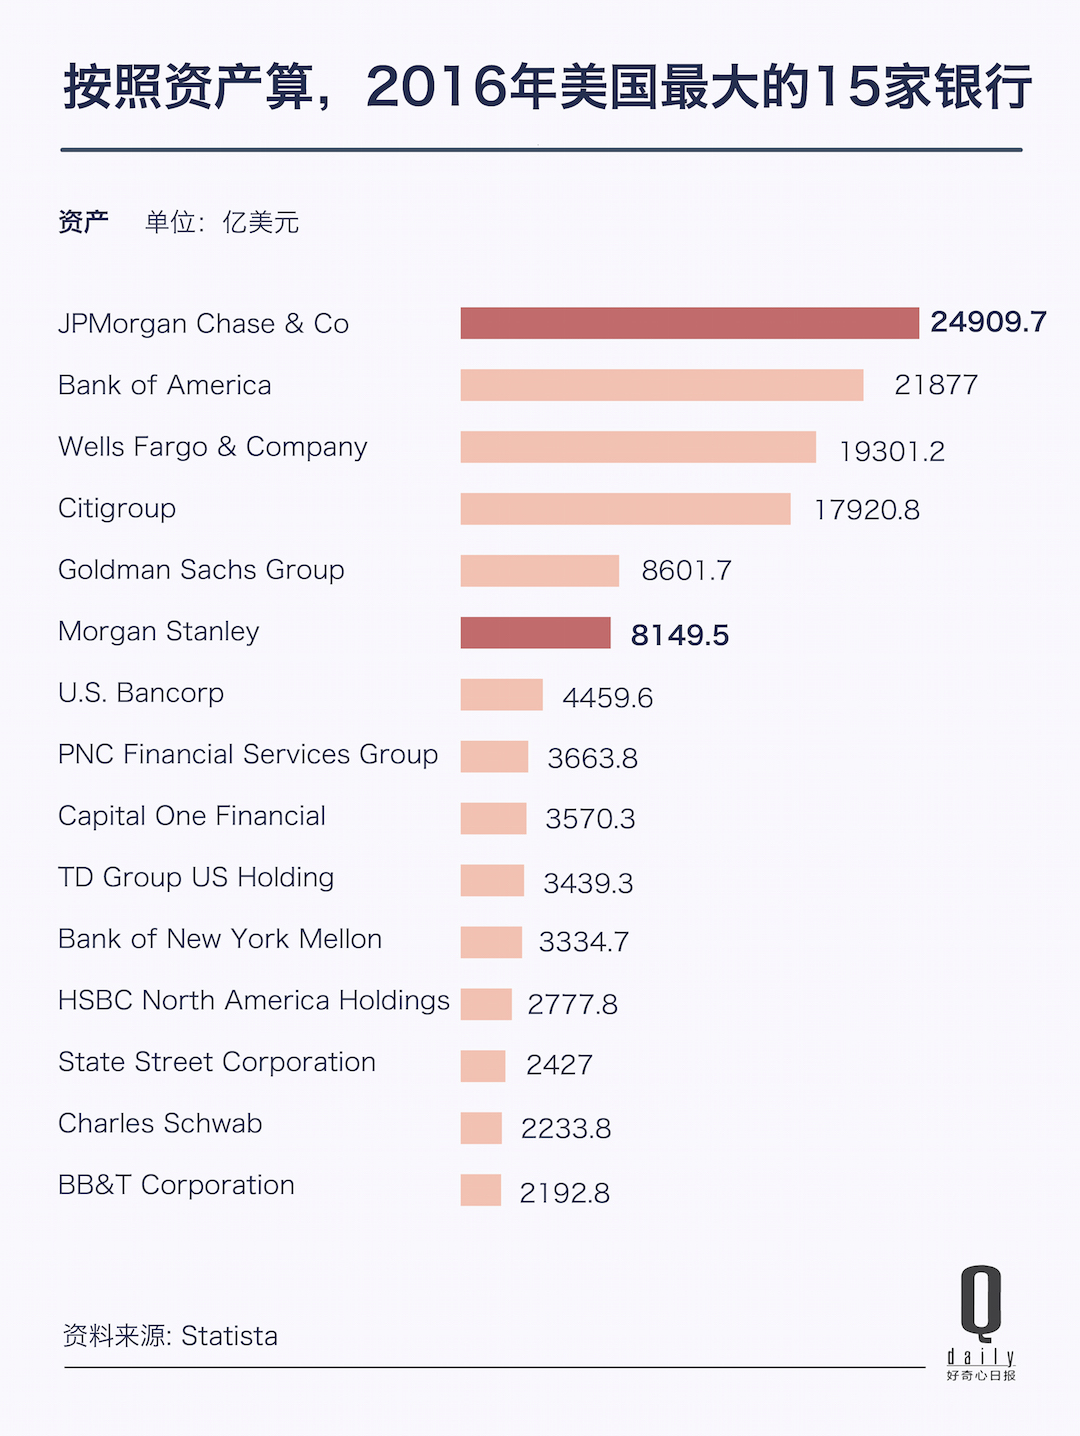 按照资产算，2016年美国最大的15家银行
资产 单位：亿美元
JPMorgan Chase & Co 24909.7
Bank of America 21877
Wells Fargo & Company 19301.2
Citigroup 17920.8
Goldman Sachs Group 8601.7
Morgan Stanley 8149.5
U.S. Bancorp 4459.6
PNC Financial Services Group 3663.8
Capital One Financial 3570.3
TD Group US Holding 3439.3
Bank of New York Mellon 3334.7
HSBC North America Holdings 2777.8
State Street Corporation 2427
Charles Schwab 2233.8
BB&T Corporation 2192.8
资料来源: Statista
Q
daily
好奇心日报